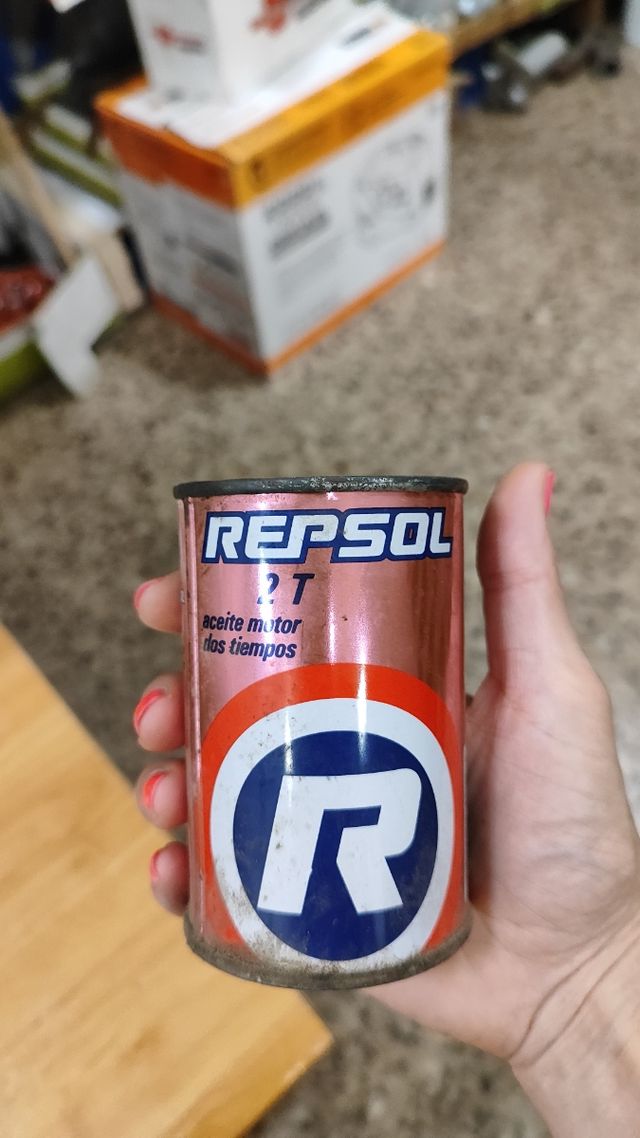 REPSOL
2 T
aceite motor
dos tiempos
R